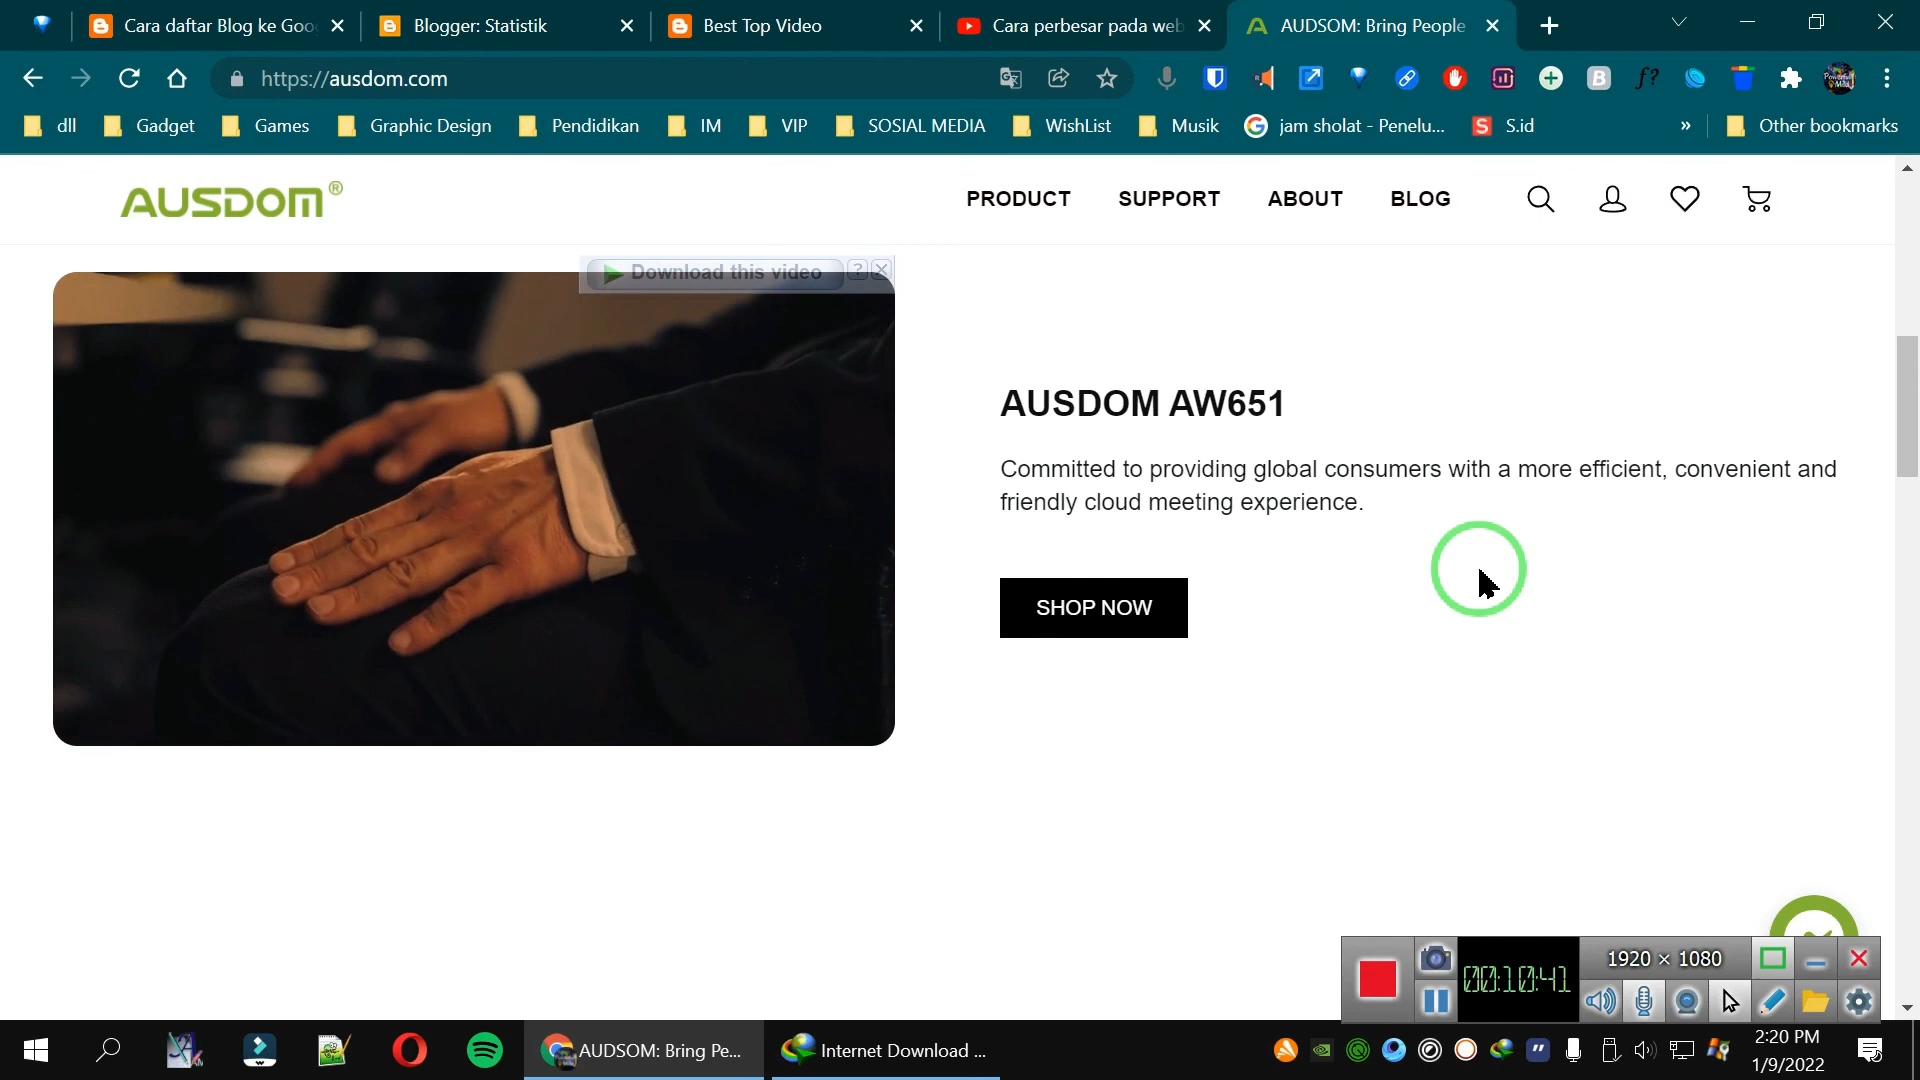 Cara daftar Blog ke Goo
Blogger: Statistik
Best Top Video
Cara perbesar pada web
AUDSOM: Bring People
https://ausdom.com
dll
Gadget
Games
Graphic Design
Pendidikan
IM
VIP
SOSIAL MEDIA
WishList
Musik
jam sholat - Penelu...
S.id
»
Other bookmarks
AUSDOM®
PRODUCT
SUPPORT
ABOUT
BLOG
Download this video
?
AUSDOM AW651
Committed to providing global consumers with a more efficient, convenient and
friendly cloud meeting experience.
SHOP NOW
00:10:41
1920 × 1080
AUDSOM: Bring Pe...
Internet Download ...
2:20 PM
1/9/2022